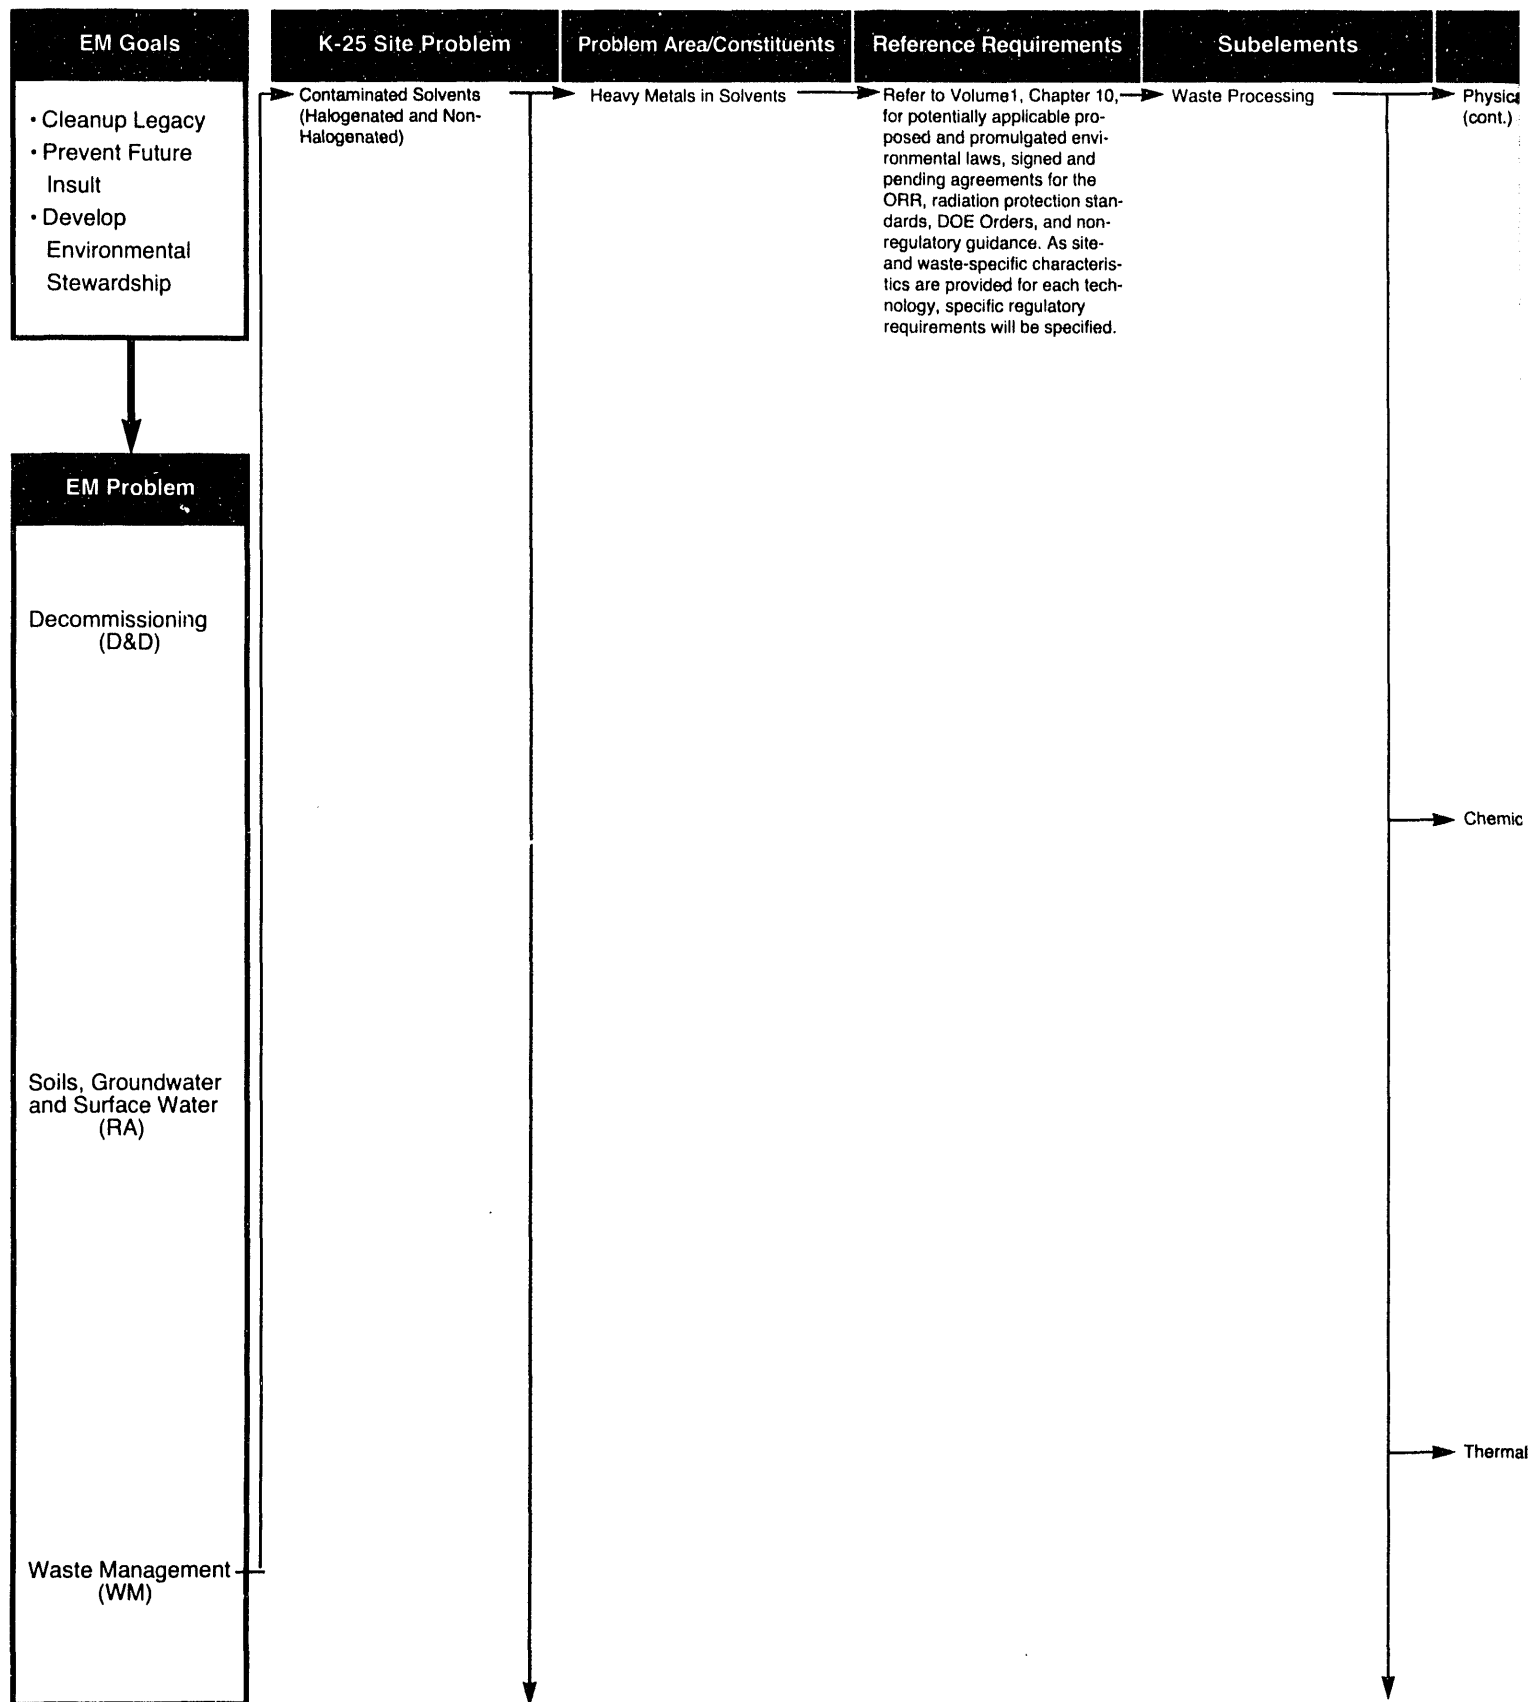 EM Goals
• Cleanup Legacy
• Prevent Future
Insult
• Develop
Environmental
Stewardship
EM Problem
Decommissioning
(D&D)
Soils, Groundwater
and Surface Water
(RA)
Waste Management
(WM)
K-25 Site Problem
Contaminated Solvents
(Halogenated and Non-
Halogenated)
Problem Area/Constituents
Heavy Metals in Solvents
Reference Requirements
Refer to Volume1, Chapter 10,
for potentially applicable pro-
posed and promulgated envi-
ronmental laws, signed and
pending agreements for the
ORR, radiation protection stan-
dards, DOE Orders, and non-
regulatory guidance. As site-
and waste-specific characteris-
tics are provided for each tech-
nology, specific regulatory
requirements will be specified.
Subelements
Waste Processing
Physica
(cont.)
Chemic
Thermal